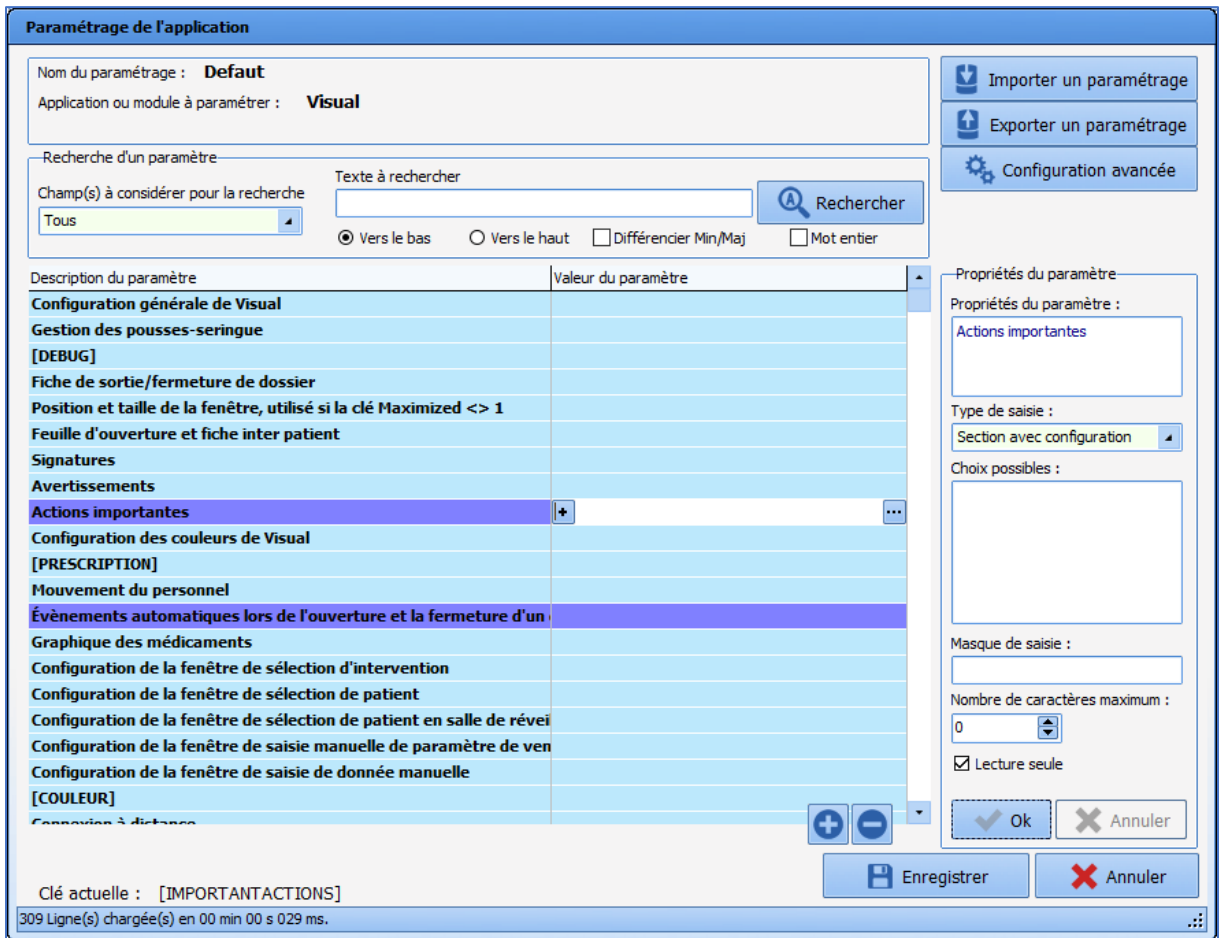 Paramétrage de l'application
Nom du paramétrage : Defaut
Application ou module à paramétrer : Visual
Importer un paramétrage
Exporter un paramétrage
Configuration avancée
Recherche d'un paramètre
Champ(s) à considérer pour la recherche
Tous
Texte à rechercher
Rechercher
Vers le bas
Vers le haut
Différencier Min/Maj
Mot entier
Description du paramètre
Valeur du paramètre
Configuration générale de Visual
Gestion des pousses-seringue
[DEBUG]
Fiche de sortie/fermeture de dossier
Position et taille de la fenêtre, utilisé si la clé Maximized <> 1
Feuille d'ouverture et fiche inter patient
Signatures
Avertissements
Actions importantes
Configuration des couleurs de Visual
[PRESCRIPTION]
Mouvement du personnel
Évènements automatiques lors de l'ouverture et la fermeture d'un
Graphique des médicaments
Configuration de la fenêtre de sélection d'intervention
Configuration de la fenêtre de sélection de patient
Configuration de la fenêtre de sélection de patient en salle de révei
Configuration de la fenêtre de saisie manuelle de paramètre de ven
Configuration de la fenêtre de saisie de donnée manuelle
[COULEUR]
Connexion à distance
Propriétés du paramètre
Propriétés du paramètre :
Actions importantes
Type de saisie :
Section avec configuration
Choix possibles :
Masque de saisie :
Nombre de caractères maximum :
0
Lecture seule
Ok
Annuler
Enregistrer
Annuler
Clé actuelle : [IMPORTANTACTIONS]
309 Ligne(s) chargée(s) en 00 min 00 s 029 ms.